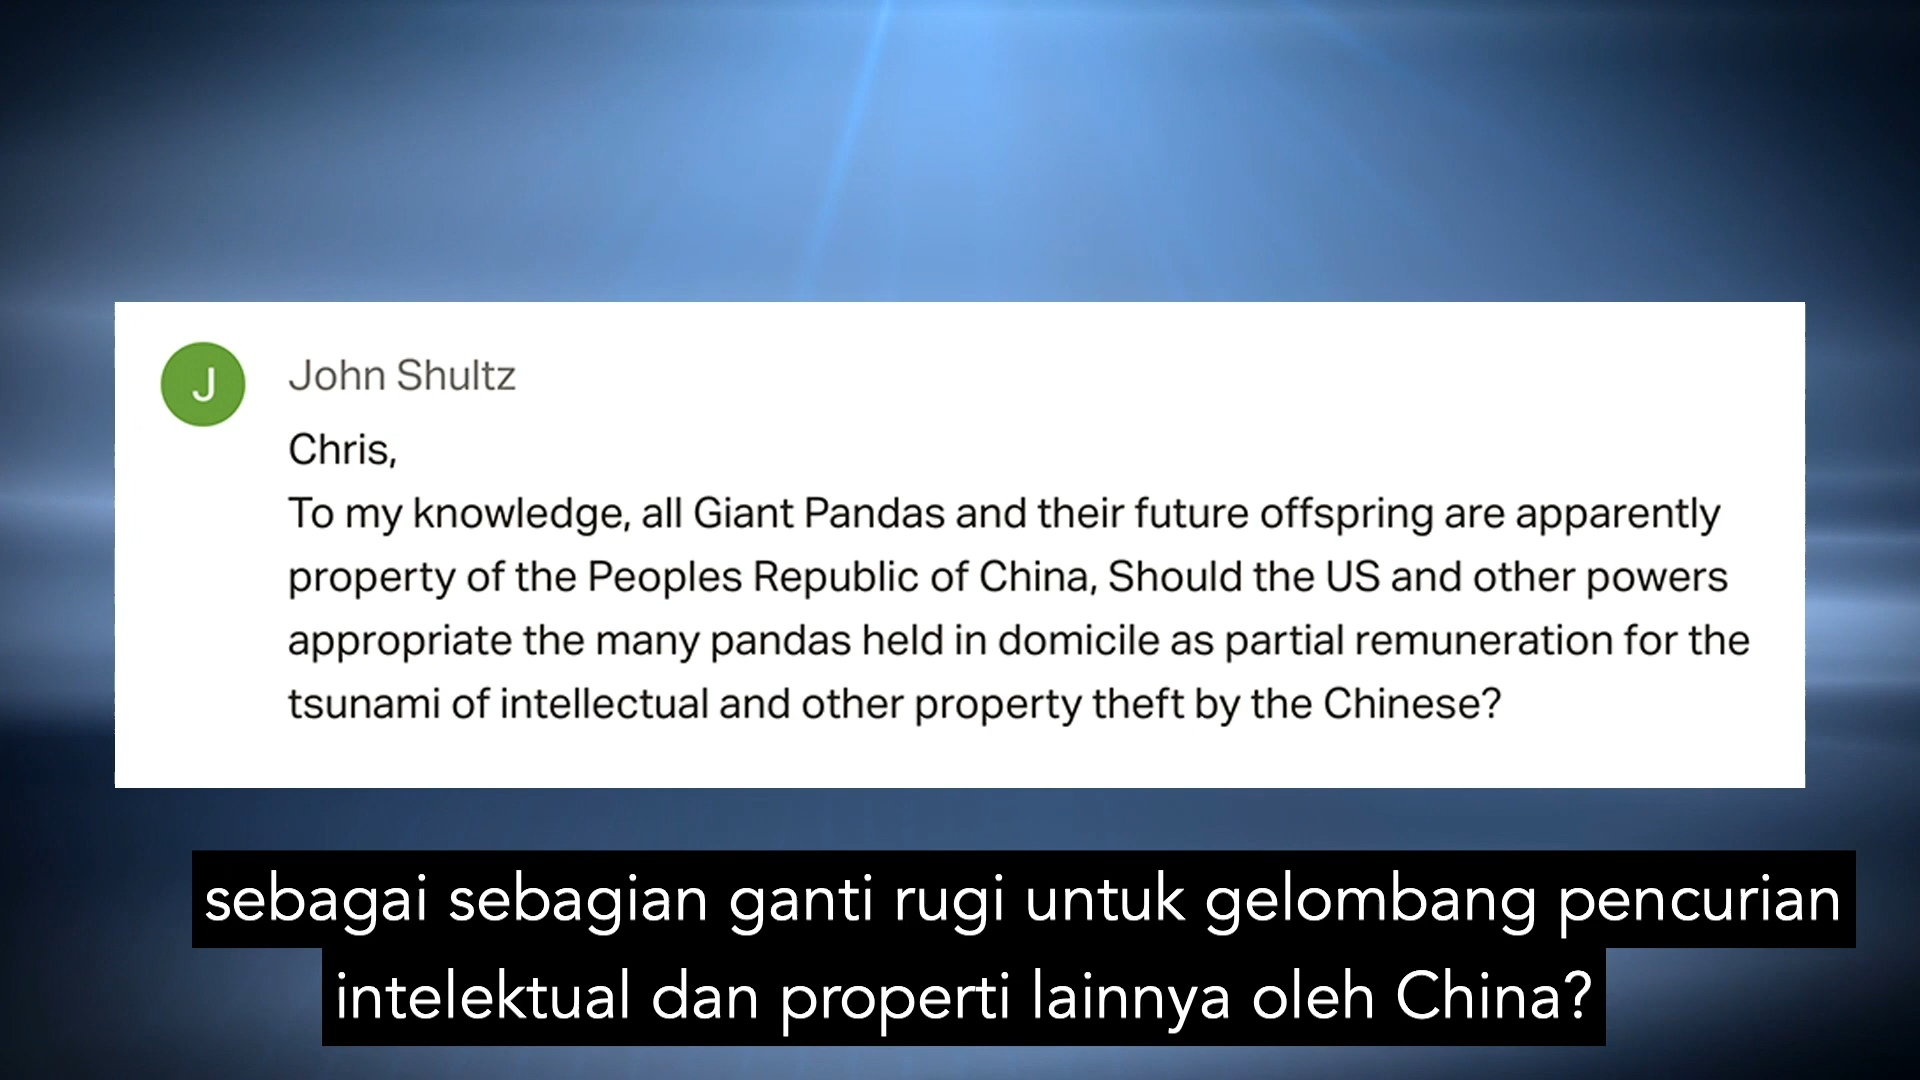 J
John Shultz
Chris,
To my knowledge, all Giant Pandas and their future offspring are apparently
property of the Peoples Republic of China, Should the US and other powers
appropriate the many pandas held in domicile as partial remuneration for the
tsunami of intellectual and other property theft by the Chinese?
sebagai sebagian ganti rugi untuk gelombang pencurian
intelektual dan properti lainnya oleh China?